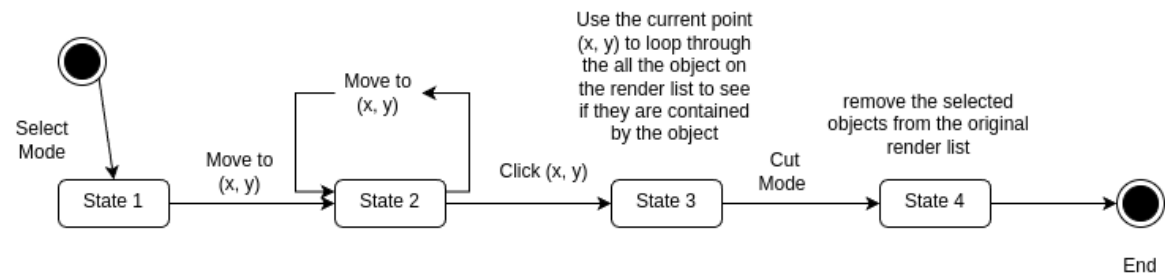 Select
Mode
State 1
Move to
(x, y)
Move to
(x, y)
State 2
Click (x, y)
Use the current point
(x, y) to loop through
the all the object on
the render list to see
if they are contained
by the object
State 3
Cut
Mode
remove the selected
objects from the original
render list
State 4
End